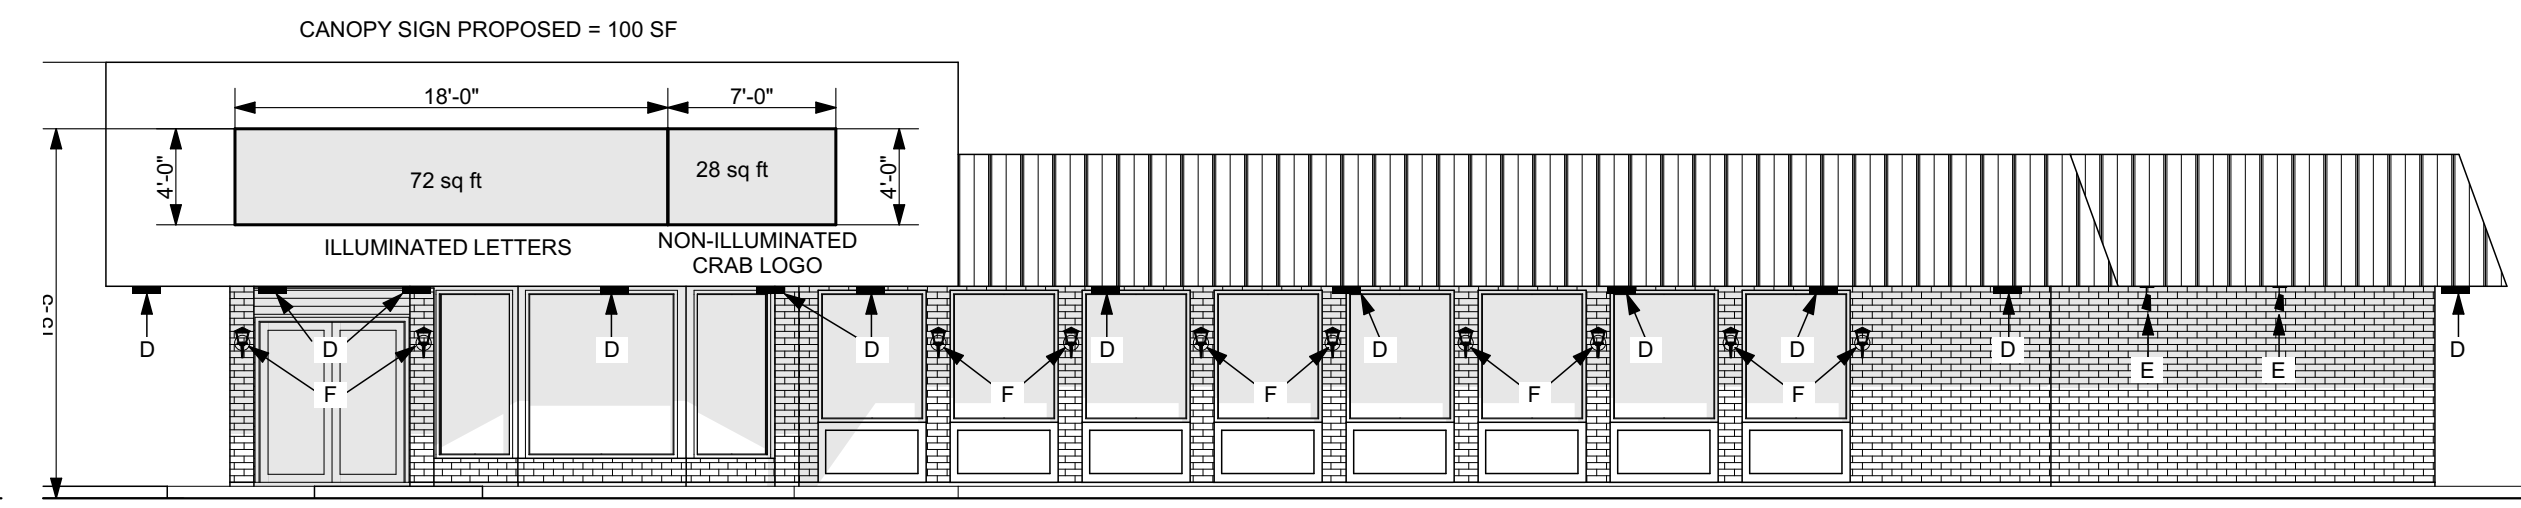 CANOPY SIGN PROPOSED = 100 SF
18'-0"
7'-0"
4'-0"
72 sq ft
28 sq ft
4'-0"
ILLUMINATED LETTERS
NON-ILLUMINATED
CRAB LOGO
D
D
D
D
D
D
D
D
D
D
E
E
F
F
F
F
F